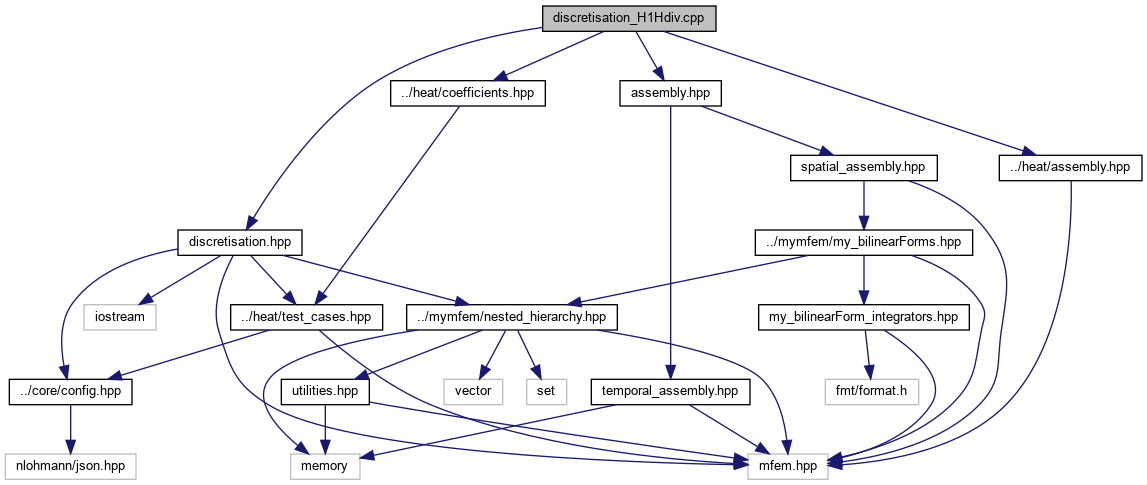 discretisation_H1Hdiv.cpp
../heat/coefficients.hpp
assembly.hpp
spatial_assembly.hpp
../heat/assembly.hpp
discretisation.hpp
../mymfem/my_bilinearForms.hpp
iostream
../heat/test_cases.hpp
../mymfem/nested_hierarchy.hpp
my_bilinearForm_integrators.hpp
../core/config.hpp
utilities.hpp
vector
set
temporal_assembly.hpp
fmt/format.h
nlohmann/json.hpp
memory
mfem.hpp